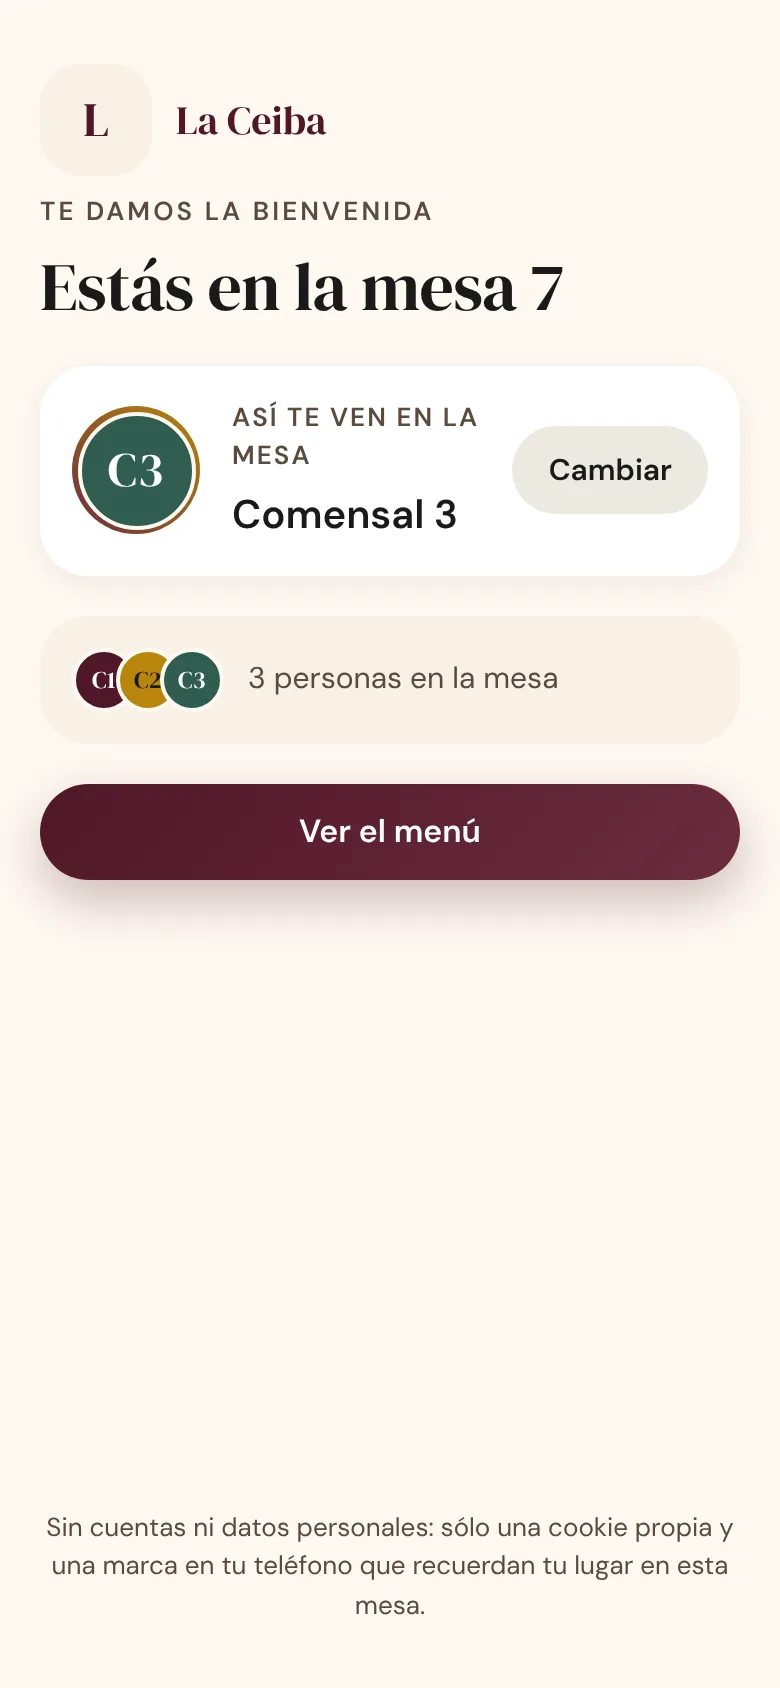 L
La Ceiba
TE DAMOS LA BIENVENIDA
Estás en la mesa 7
C3
ASÍ TE VEN EN LA
MESA
Comensal 3
Cambiar
C1 C2 C3 3 personas en la mesa
Ver el menú
Sin cuentas ni datos personales: sólo una cookie propia y
una marca en tu teléfono que recuerdan tu lugar en esta
mesa.